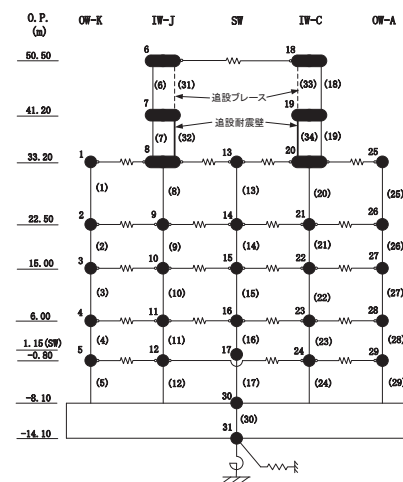 O.P. OW-K IW-J SW IW-C OW-A
(m)
50.50 6 18
(6) (31) (33) (18)
追設ブレース
41.20 7 19
追設耐震壁
(7) (32) (34) (19)
33.20 1 8 13 20 25
(1) (8) (13) (20) (25)
22.50 2 9 14 21 26
(2) (9) (14) (21) (26)
15.00 3 10 15 22 27
(3) (10) (15) (22) (27)
6.00 4 11 16 23 28
(4) (11) (16) (23) (28)
1.15(SW) 17
-0.80 5 12 24 29
(5) (12) (17) (24) (29)
-8.10 30
(30)
-14.10 31